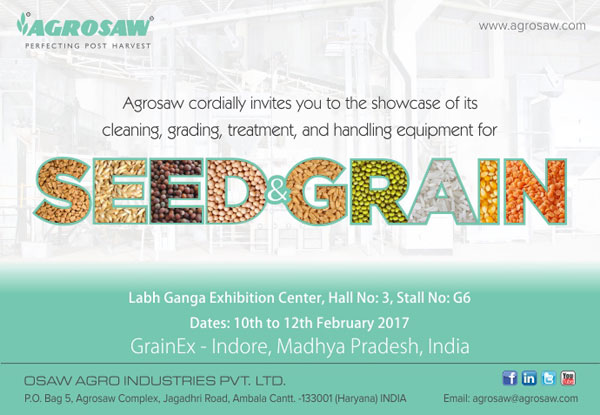 AGROSAW®
PERFECTING POST HARVEST
www.agrosaw.com
Agrosaw cordially invites you to the showcase of its
cleaning, grading, treatment, and handling equipment for
SEED & GRAIN
Labh Ganga Exhibition Center, Hall No: 3, Stall No: G6
Dates: 10th to 12th February 2017
GrainEx - Indore, Madhya Pradesh, India
OSAW AGRO INDUSTRIES PVT. LTD.
P.O. Bag 5, Agrosaw Complex, Jagadhri Road, Ambala Cantt. -133001 (Haryana) INDIA
f in t You Tube
Email: agrosaw@agrosaw.com